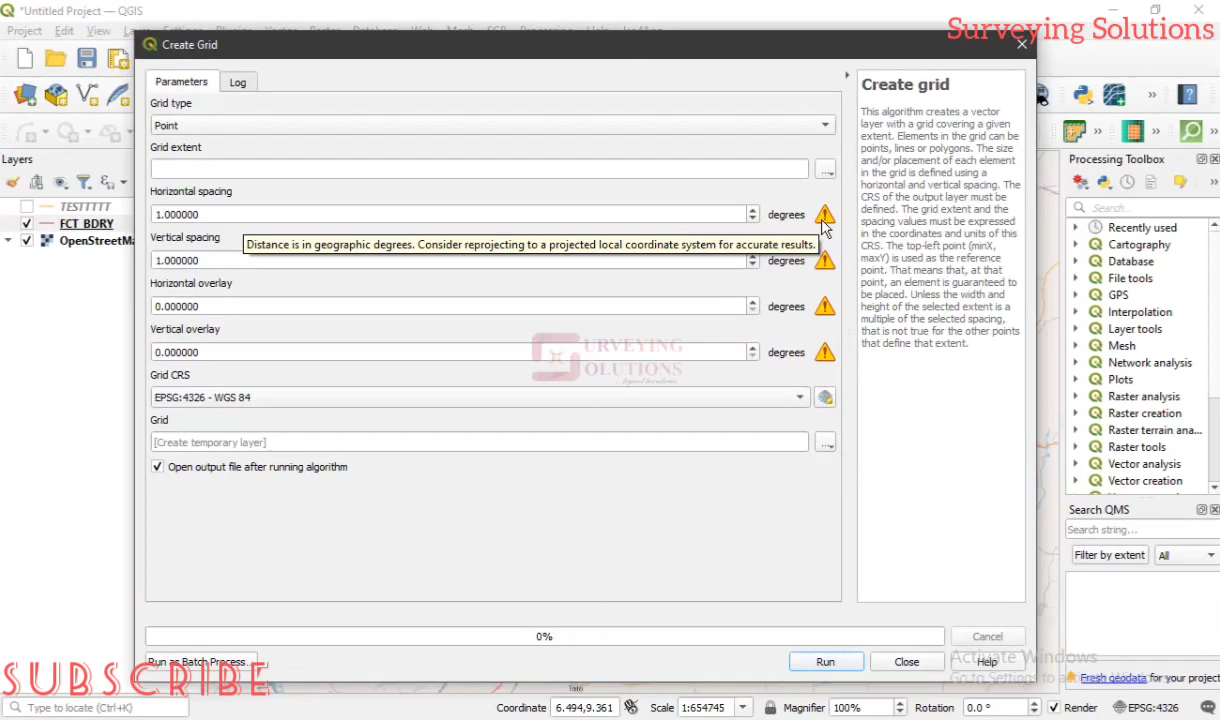 *Untitled Project — QGIS
Surveying Solutions
Project Edit View
Create Grid
Parameters
Log
Grid type
Point
Grid extent
...
Horizontal spacing
1.000000
degrees
Vertical spacing
Distance is in geographic degrees. Consider reprojecting to a projected local coordinate system for accurate results.
1.000000
degrees
Horizontal overlay
0.000000
degrees
Vertical overlay
0.000000
degrees
URVEYING
SOLUTIONS
Grid CRS
EPSG:4326 - WGS 84
Grid
[Create temporary layer]
...
Open output file after running algorithm
Create grid
This algorithm creates a vector
layer with a grid covering a given
extent. Elements in the grid can be
points, lines or polygons. The size
and/or placement of each element
in the grid is defined using a
horizontal and vertical spacing. The
CRS of the output layer must be
defined. The grid extent and the
spacing values must be expressed
in the coordinates and units of this
CRS. The top-left point (minX,
maxY) is used as the reference
point. That means that, at that
point, an element is guaranteed to
be placed. Unless the width and
height of the selected extent is a
multiple of the selected spacing,
that is not true for the other points
that define that extent.
0%
Cancel
Run as Batch Process...
Run
Close
Help
Layers
TESTTTTT
FCT_BDRY
OpenStreetMa
Processing Toolbox
Search...
Recently used
Cartography
Database
File tools
GPS
Interpolation
Layer tools
Mesh
Network analysis
Plots
Raster analysis
Raster creation
Raster terrain ana...
Raster tools
Vector analysis
Vector creation
Search QMS
Search string...
Filter by extent
All
Activate Windows
Fresh geodata for your project
SUBSCRIBE
Type to locate (Ctrl+K)
Coordinate 6.494,9.361
Scale 1:654745
Magnifier 100%
Rotation 0.0 °
Render
EPSG:4326